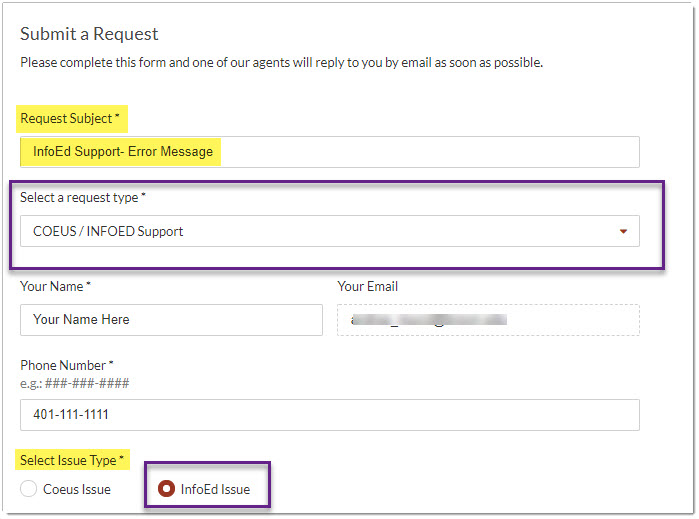 Submit a Request
Please complete this form and one of our agents will reply to you by email as soon as possible.
Request Subject *
InfoEd Support- Error Message
Select a request type *
COEUS / INFOED Support
Your Name *
Your Email
Your Name Here
Phone Number *
e.g.: ###-###-####
401-111-1111
Select Issue Type *
Coeus Issue
InfoEd Issue